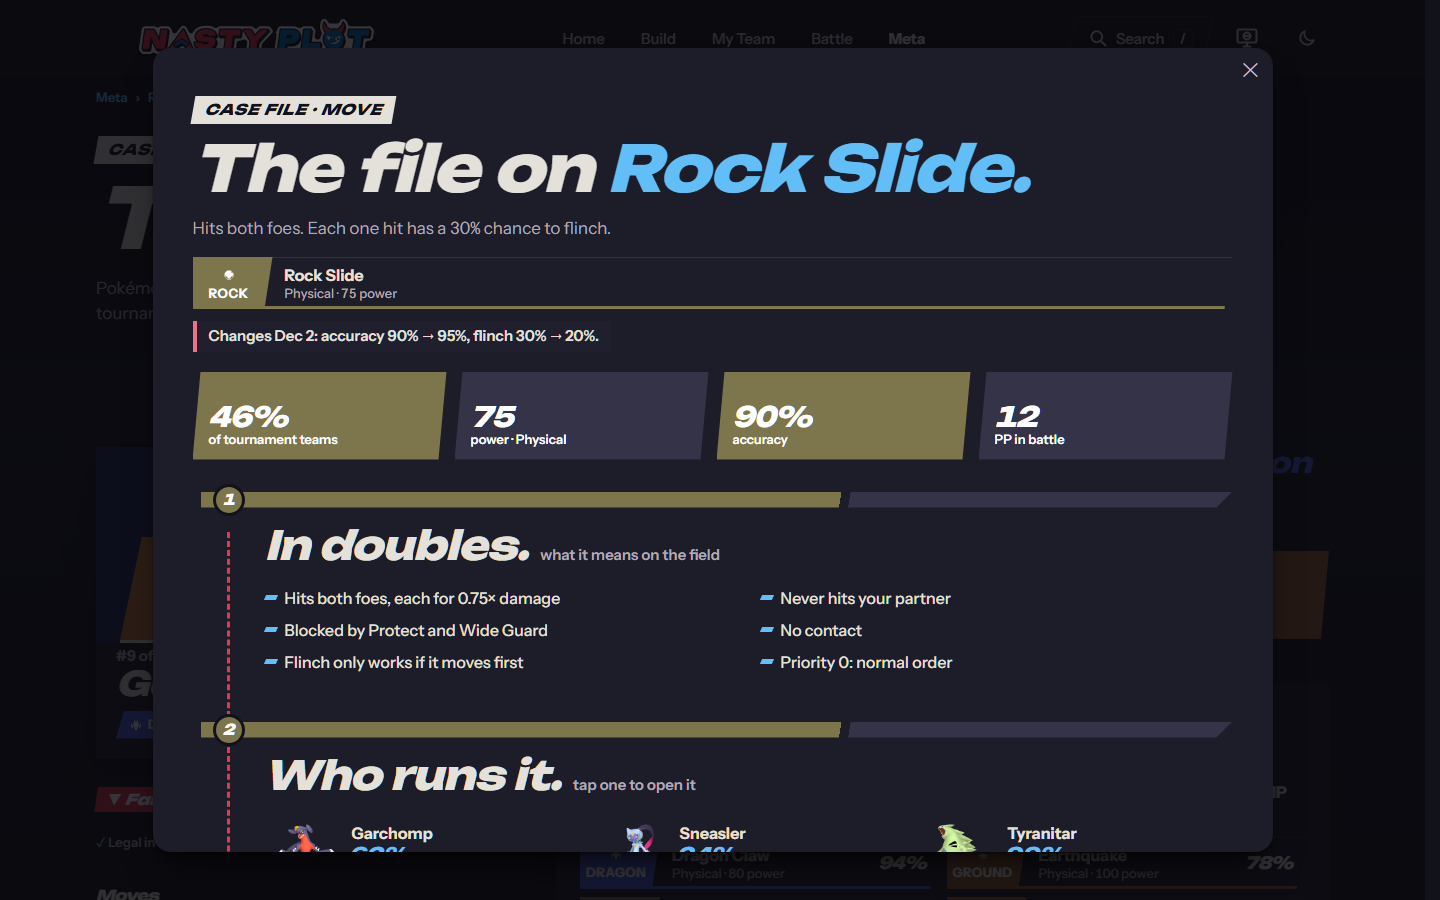 NASTY PLOT
Home
Build
My Team
Battle
Meta
Search /
Meta ›
CASE FILE · MOVE
The file on Rock Slide.
Hits both foes. Each one hit has a 30% chance to flinch.
ROCK
Rock Slide
Physical · 75 power
Changes Dec 2: accuracy 90% → 95%, flinch 30% → 20%.
46%
of tournament teams
75
power · Physical
90%
accuracy
12
PP in battle
1
In doubles. what it means on the field
Hits both foes, each for 0.75× damage
Never hits your partner
Blocked by Protect and Wide Guard
No contact
Flinch only works if it moves first
Priority 0: normal order
2
Who runs it. tap one to open it
Garchomp
Sneasler
Tyranitar
#9 of
✓ Legal in
Moves
DRAGON
Dragon Claw
Physical · 80 power
94%
GROUND
Earthquake
Physical · 100 power
78%